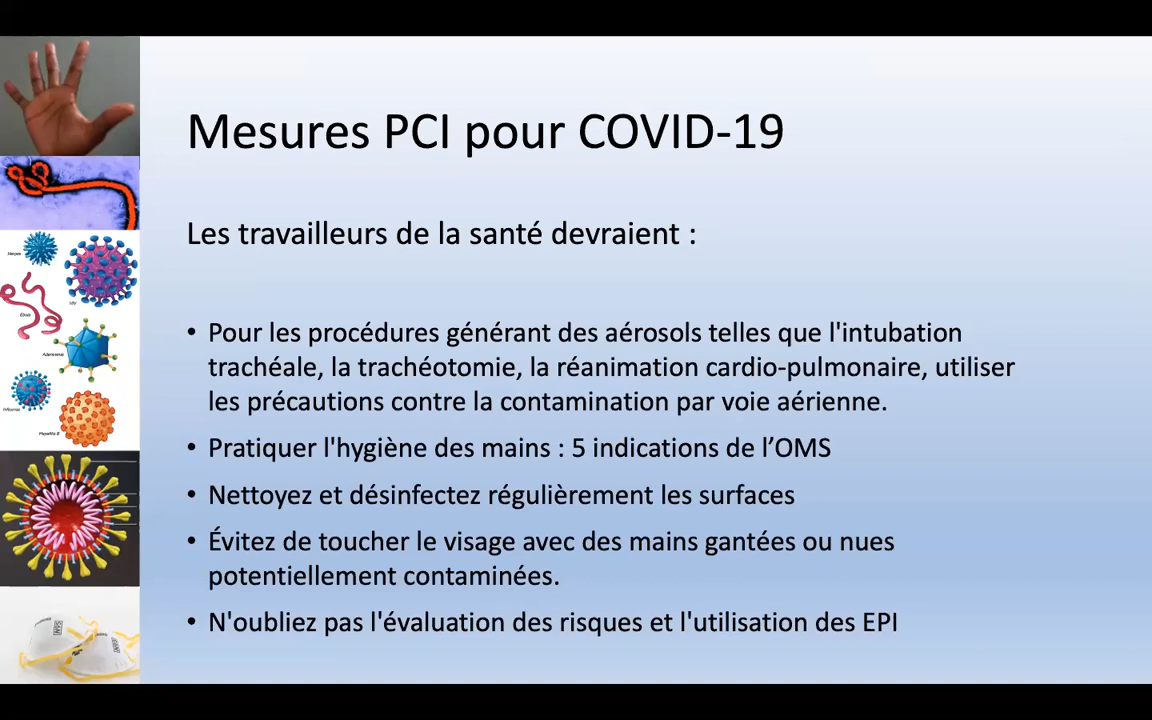 Mesures PCI pour COVID-19
Les travailleurs de la santé devraient :
• Pour les procédures générant des aérosols telles que l'intubation
trachéale, la trachéotomie, la réanimation cardio-pulmonaire, utiliser
les précautions contre la contamination par voie aérienne.
• Pratiquer l'hygiène des mains : 5 indications de l’OMS
• Nettoyez et désinfectez régulièrement les surfaces
• Évitez de toucher le visage avec des mains gantées ou nues
potentiellement contaminées.
• N'oubliez pas l'évaluation des risques et l'utilisation des EPI